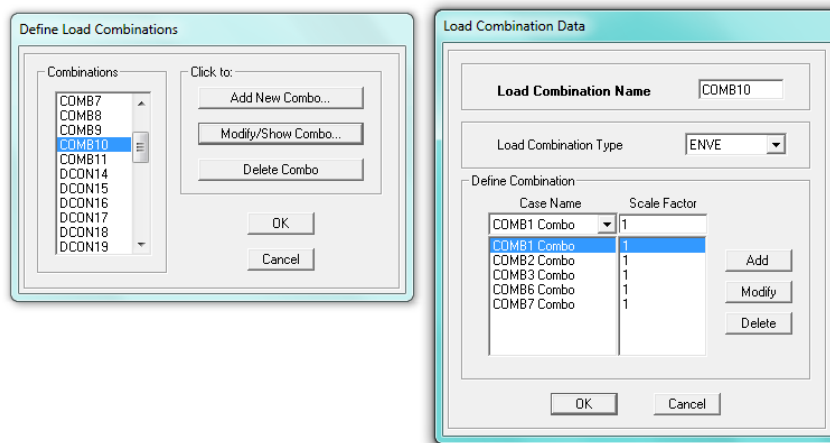 Define Load Combinations
Combinations
COMB7
COMB8
COMB9
COMB10
COMB11
DCON14
DCON15
DCON16
DCON17
DCON18
DCON19
Click to:
Add New Combo...
Modify/Show Combo...
Delete Combo
OK
Cancel
Load Combination Data
Load Combination Name COMB10
Load Combination Type ENVE
Define Combination
Case Name Scale Factor
COMB1 Combo 1
COMB1 Combo 1
COMB2 Combo 1
COMB3 Combo 1
COMB6 Combo 1
COMB7 Combo 1
Add
Modify
Delete
OK Cancel